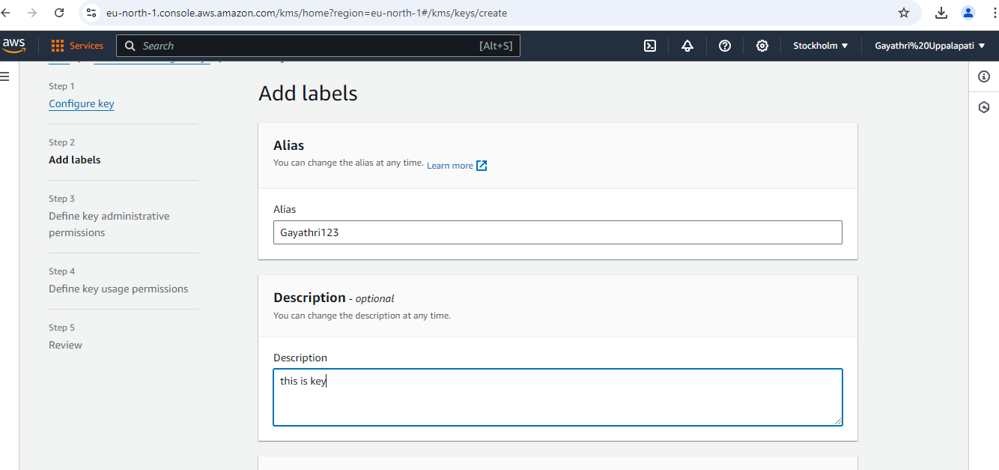 eu-north-1.console.aws.amazon.com/kms/home?region=eu-north-1#/kms/keys/create
aws
Services
Search
[Alt+S]
Stockholm
Gayathri%20Uppalapati
Step 1
Configure key
Step 2
Add labels
Step 3
Define key administrative
permissions
Step 4
Define key usage permissions
Step 5
Review
Add labels
Alias
You can change the alias at any time. Learn more
Alias
Gayathri123
Description - optional
You can change the description at any time.
Description
this is key